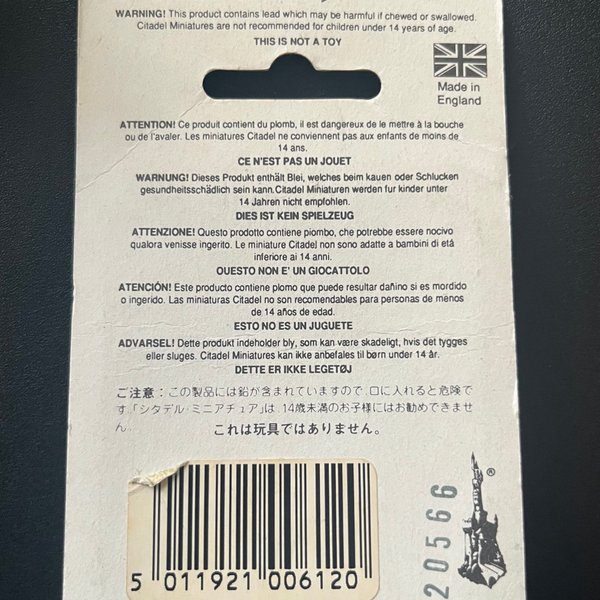 WARNING! This product contains lead which may be harmful if chewed or swallowed.
Citadel Miniatures are not recommended for children under 14 years of age.
THIS IS NOT A TOY
Made in
England
ATTENTION! Ce produit contient du plomb, il est dangereux de le mettre à la bouche
ou de l'avaler. Les miniatures Citadel ne conviennent pas aux enfants de moins de
14 ans.
CE N'EST PAS UN JOUET
WARNUNG! Dieses Produkt enthält Blei, welches beim kauen oder Schlucken
gesundheitsschädlich sein kann.Citadel Miniaturen werden fur kinder unter
14 Jahren nicht empfohlen.
DIES IST KEIN SPIELZEUG
ATTENZIONE! Questo prodotto contiene piombo, che potrebbe essere nocivo
qualora venisse ingerito. Le miniature Citadel non sono adatte a bambini di etá
inferiore ai 14 anni.
QUESTO NON E' UN GIOCATTOLO
ATENCIÓN! Este producto contiene plomo que puede resultar dañino si es mordido
o ingerido. Las miniaturas Citadel no son recomendables para personas de menos
de 14 años de edad.
ESTO NO ES UN JUGUETE
ADVARSEL! Dette produkt indeholder bly, som kan være skadeligt, hvis det tygges
eller sluges. Citadel Miniatures kan ikke anbefales til børn under 14 år.
DETTE ER IKKE LEGETØJ
ご注意：この製品には鉛が含まれていますので、口に入れると危険で
す。「シタデル・ミニアチュア」は、14歳未満のお子様にはお勧めできませ
ん。
これは玩具ではありません。
5 011921 006120
20566
®